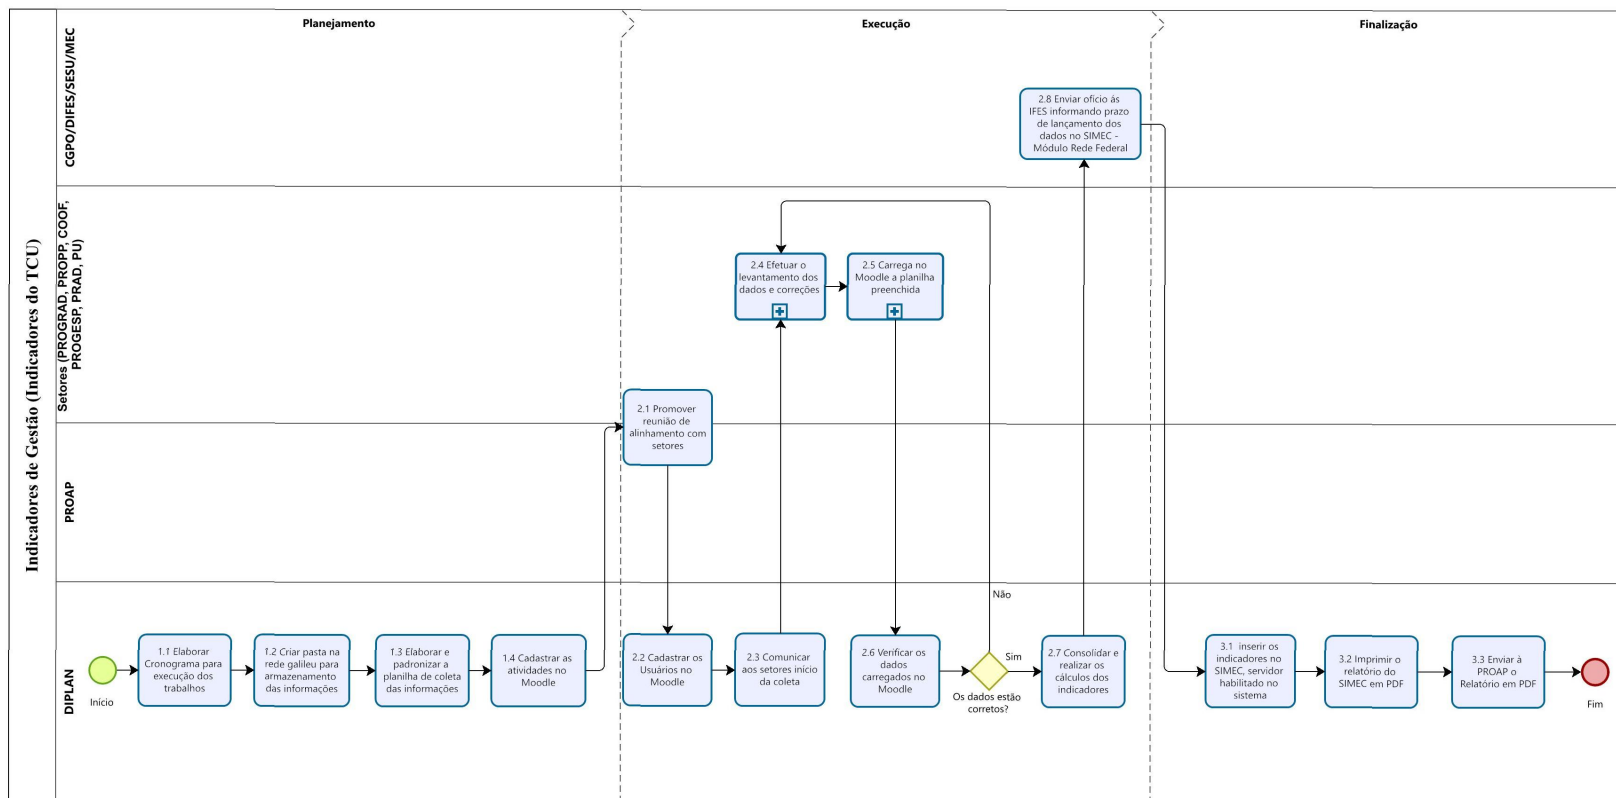 Indicadores de Gestão (Indicadores do TCU)
Planejamento
Execução
Finalização
CGPO/DIFES/SESU/MEC
2.8 Enviar ofício ás
IFES informando prazo
de lançamento dos
dados no SIMEC -
Módulo Rede Federal
Setores (PROGRAD, PROPP, COOF,
PROGESP, PRAD, PU)
2.4 Efetuar o
levantamento dos
dados e correções
2.5 Carrega no
Moodle a planilha
preenchida
2.1 Promover
reunião de
alinhamento com
setores
PROAP
DIPLAN
Início
1.1 Elaborar
Cronograma para
execução dos
trabalhos
1.2 Criar pasta na
rede galileu para
armazenamento
das informações
1.3 Elaborar e
padronizar a
planilha de coleta
das informações
1.4 Cadastrar as
atividades no
Moodle
2.2 Cadastrar os
Usuários no
Moodle
2.3 Comunicar
aos setores início
da coleta
2.6 Verificar os
dados
carregados no
Moodle
Não
Sim
Os dados estão
corretos?
2.7 Consolidar e
realizar os
cálculos dos
indicadores
3.1 inserir os
indicadores no
SIMEC, servidor
habilitado no
sistema
3.2 Imprimir o
relatório do
SIMEC em PDF
3.3 Enviar à
PROAP o
Relatório em PDF
Fim